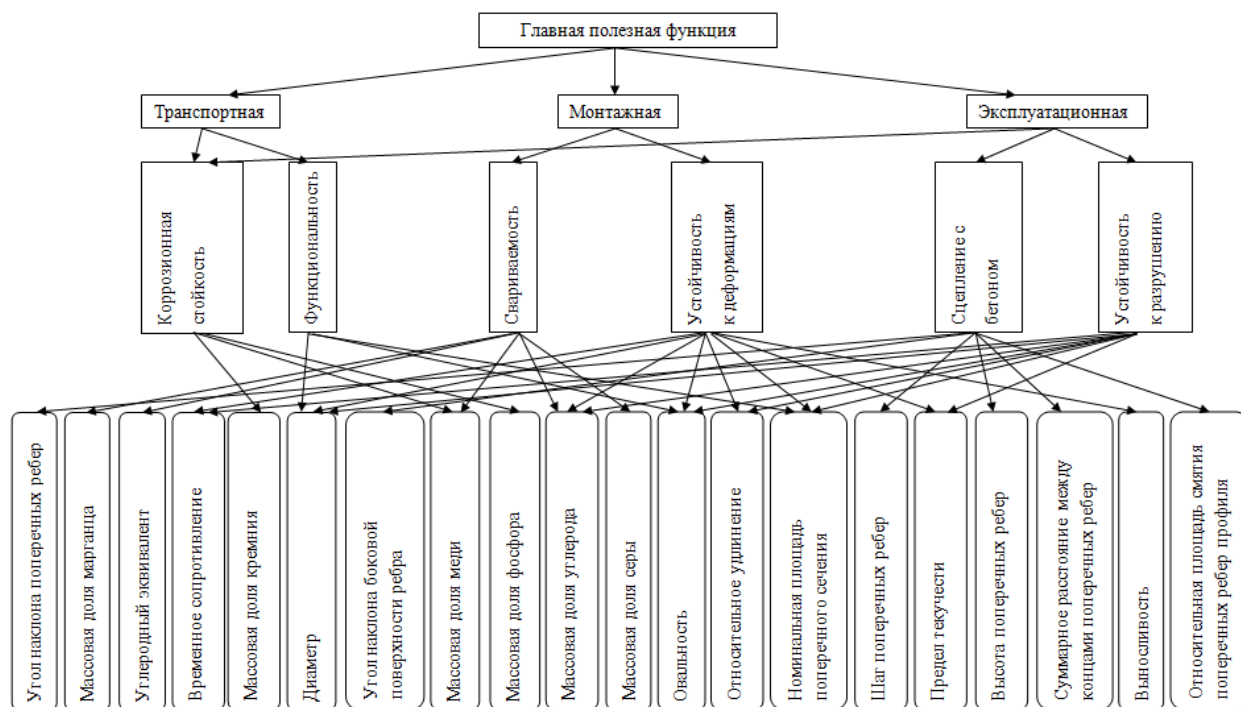 Главная полезная функция
Транспортная
Монтажная
Эксплуатационная
Коррозионная
стойкость
Функциональность
Свариваемость
Устойчивость
к деформациям
Сцепление с
бетоном
Устойчивость
к разрушению
Угол наклона поперечных ребер
Массовая доля марганца
Углеродный эквивалент
Временное сопротивление
Массовая доля кремния
Диаметр
Угол наклона боковой
поверхности ребра
Массовая доля меди
Массовая доля фосфора
Массовая доля углерода
Массовая доля серы
Овальность
Относительное удлинение
Номинальная площадь
поперечного сечения
Шаг поперечных ребер
Предел текучести
Высота поперечных ребер
Суммарное расстояние между
концами поперечных ребер
Выносливость
Относительная площадь смятия
поперечных ребер профиля